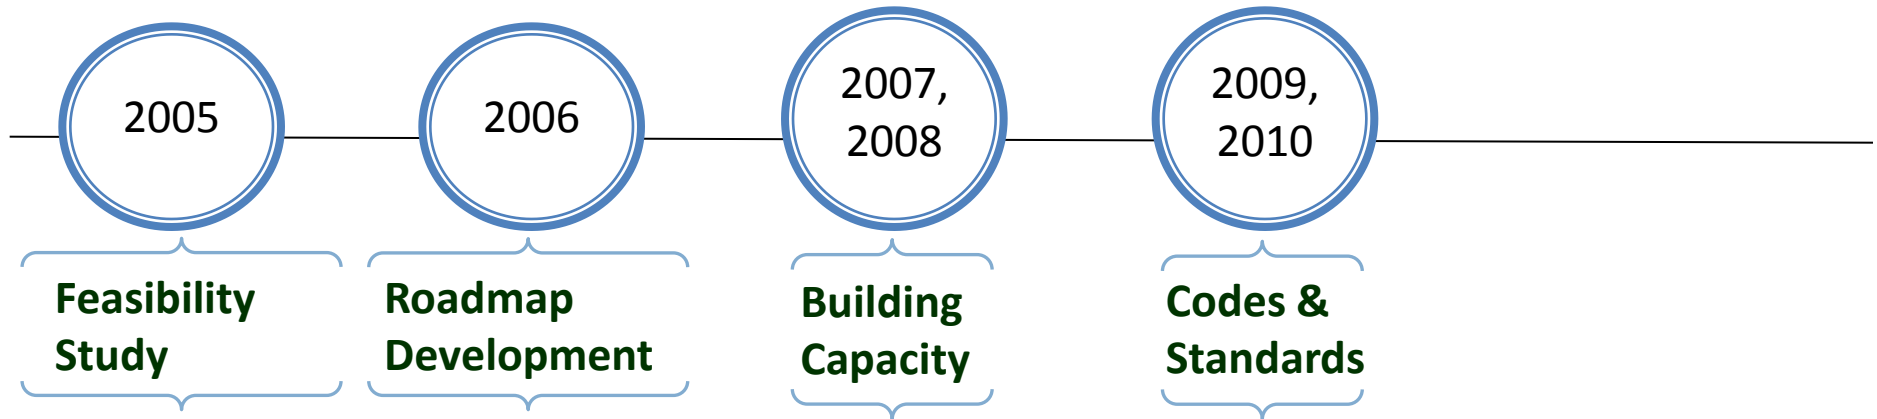 2005
2006
2007,
2008
2009,
2010
Feasibility
Study
Roadmap
Development
Building
Capacity
Codes &
Standards